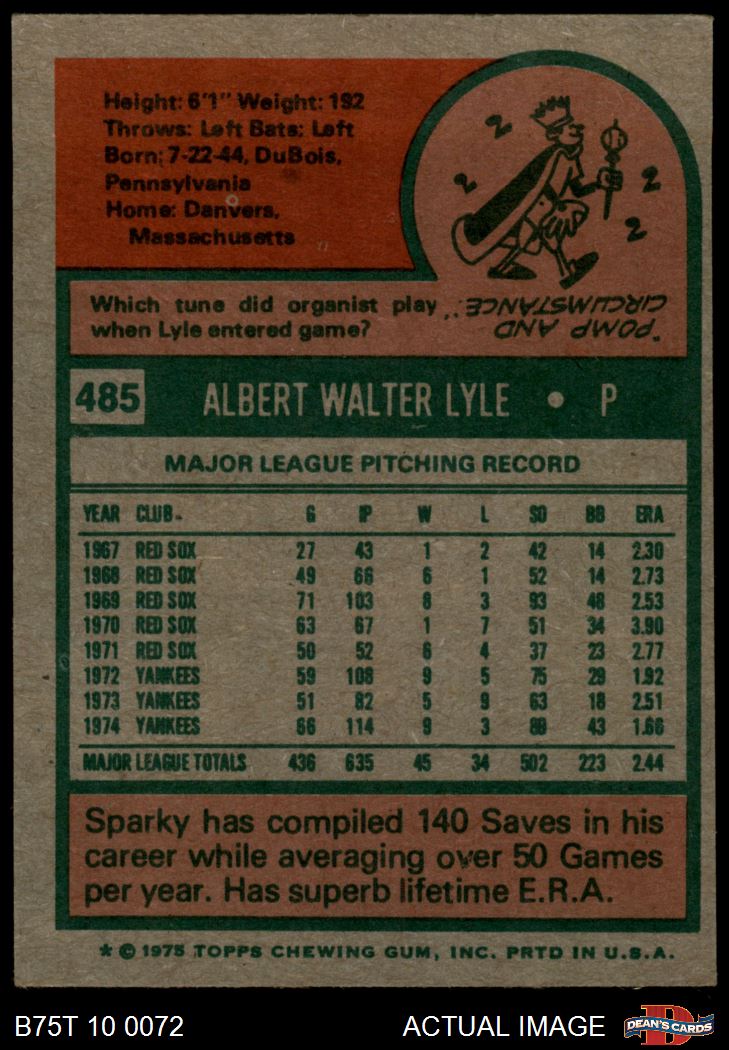 Height: 6'1" Weight: 192
Throws: Left Bats: Left
Born: 7-22-44, DuBois,
Pennsylvania
Home: Danvers,
Massachusetts
2 2 2 2
Which tune did organist play
when Lyle entered game?
"POMP AND
CIRCUMSTANCE."
485 ALBERT WALTER LYLE • P
MAJOR LEAGUE PITCHING RECORD
YEAR CLUB G IP W L SO BB ERA
1967 RED SOX 27 43 1 2 42 14 2.30
1968 RED SOX 49 66 6 1 52 14 2.73
1969 RED SOX 71 103 8 3 93 48 2.53
1970 RED SOX 63 67 1 7 51 34 3.90
1971 RED SOX 50 52 6 4 37 23 2.77
1972 YANKEES 59 108 9 5 75 29 1.92
1973 YANKEES 51 82 5 9 63 18 2.51
1974 YANKEES 66 114 9 3 89 43 1.66
MAJOR LEAGUE TOTALS 436 635 45 34 502 223 2.44
Sparky has compiled 140 Saves in his
career while averaging over 50 Games
per year. Has superb lifetime E.R.A.
* © 1975 TOPPS CHEWING GUM, INC. PRTD IN U.S.A.
B75T 10 0072 ACTUAL IMAGE DEAN'S CARDS